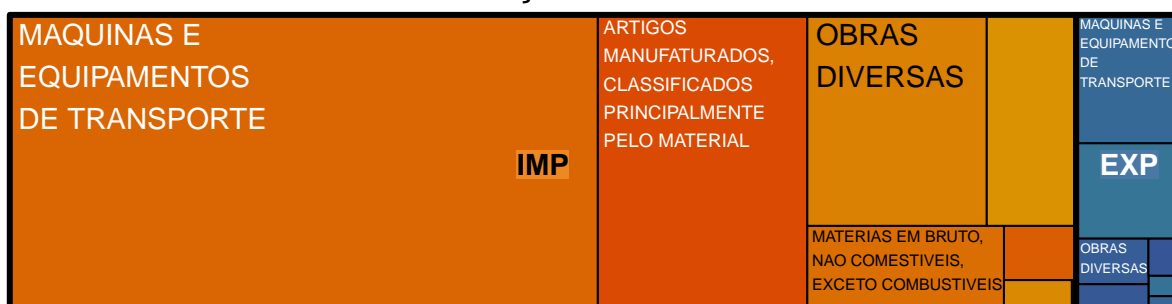 MAQUINAS E
EQUIPAMENTOS
DE TRANSPORTE
IMP
ARTIGOS
MANUFATURADOS,
CLASSIFICADOS
PRINCIPALMENTE
PELO MATERIAL
OBRAS
DIVERSAS
MATERIAS EM BRUTO,
NAO COMESTIVEIS,
EXCETO COMBUSTIVEIS
MAQUINAS E
EQUIPAMENTO
DE
TRANSPORTE
EXP
OBRAS
DIVERSAS